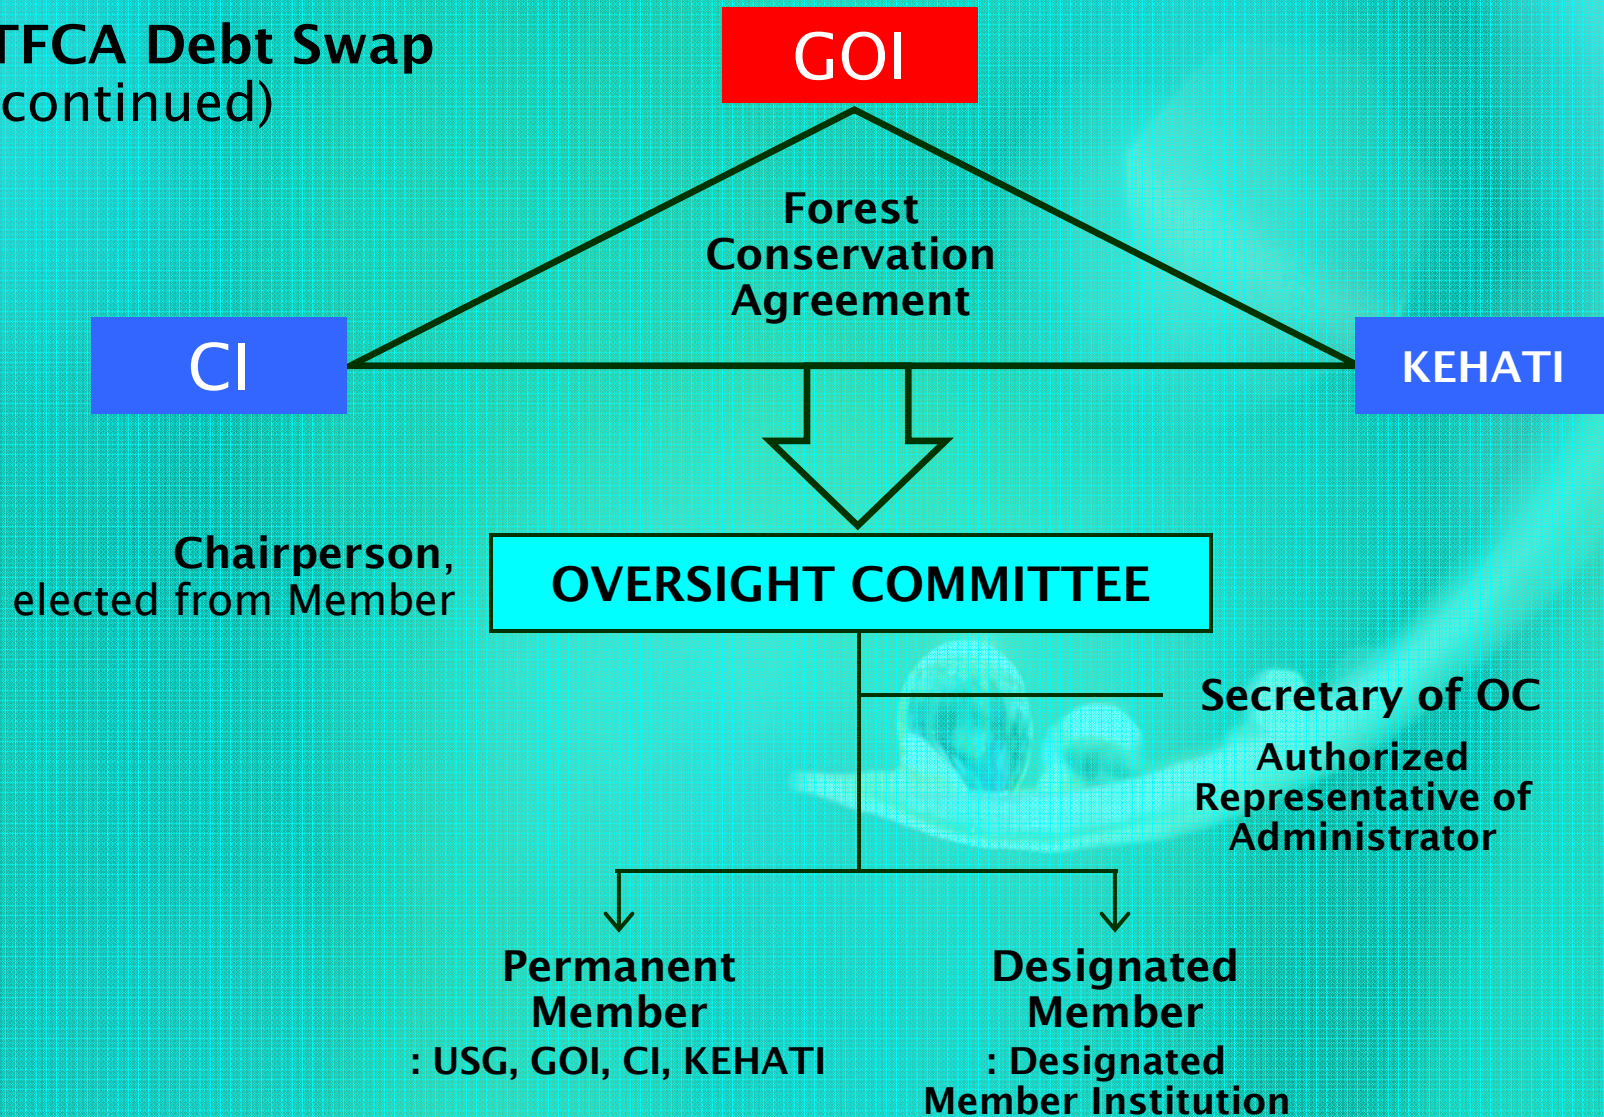 TFCA Debt Swap
continued)
GOI
Forest
Conservation
Agreement
CI
KEHATI
Chairperson,
elected from Member
OVERSIGHT COMMITTEE
Secretary of OC
Authorized
Representative of
Administrator
Permanent
Member
: USG, GOI, CI, KEHATI
Designated
Member
: Designated
Member Institution